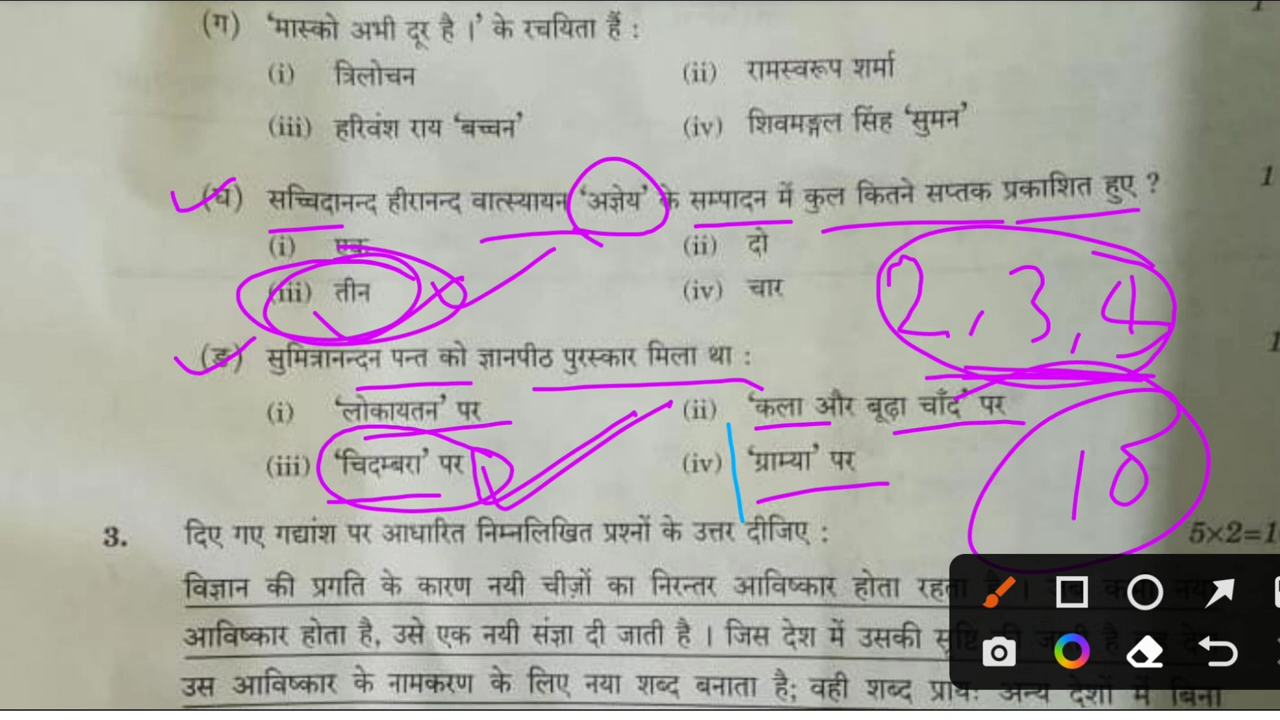 (ग) 'मास्को अभी दूर है ।' के रचयिता हैं :
(i) त्रिलोचन (ii) रामस्वरूप शर्मा
(iii) हरिवंश राय 'बच्चन' (iv) शिवमङ्गल सिंह 'सुमन'
(घ) सच्चिदानन्द हीरानन्द वात्स्यायन 'अज्ञेय' के सम्पादन में कुल कितने सप्तक प्रकाशित हुए ? 1
(i) एक (ii) दो
(iii) तीन (iv) चार
2, 3, 4
(ङ) सुमित्रानन्दन पन्त को ज्ञानपीठ पुरस्कार मिला था : 1
(i) 'लोकायतन' पर (ii) 'कला और बूढ़ा चाँद' पर
(iii) 'चिदम्बरा' पर (iv) 'ग्राम्या' पर
10
3. दिए गए गद्यांश पर आधारित निम्नलिखित प्रश्नों के उत्तर दीजिए : 5×2=1
विज्ञान की प्रगति के कारण नयी चीज़ों का निरन्तर आविष्कार होता रहता
आविष्कार होता है, उसे एक नयी संज्ञा दी जाती है । जिस देश में उसकी सृष्टि
उस आविष्कार के नामकरण के लिए नया शब्द बनाता है; वही शब्द प्रायः अन्य देशों में बिना